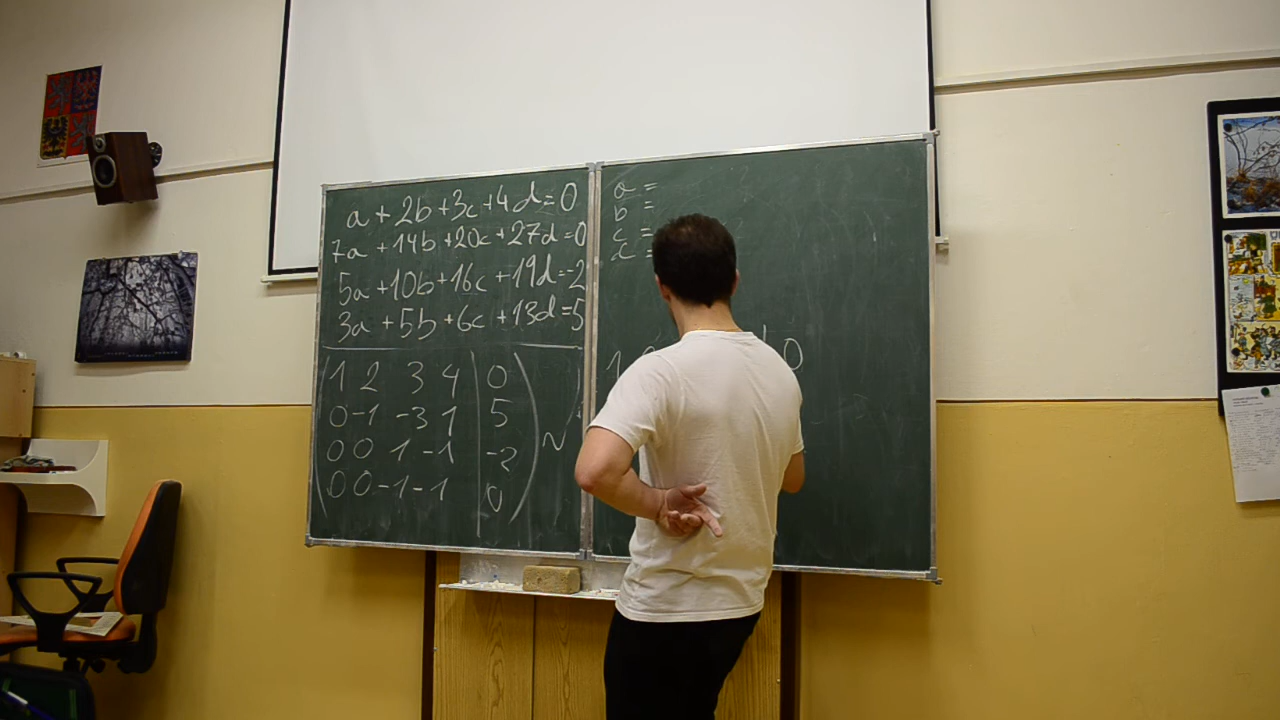 a + 2b + 3c + 4d = 0
7a + 14b + 20c + 27d = 0
5a + 10b + 16c + 19d = -2
3a + 5b + 6c + 13d = 5
1 2 3 4 | 0
0 -1 -3 1 | 5
0 0 1 -1 | -2
0 0 -1 -1 | 0
~
a =
b =
c =
d =
1 0